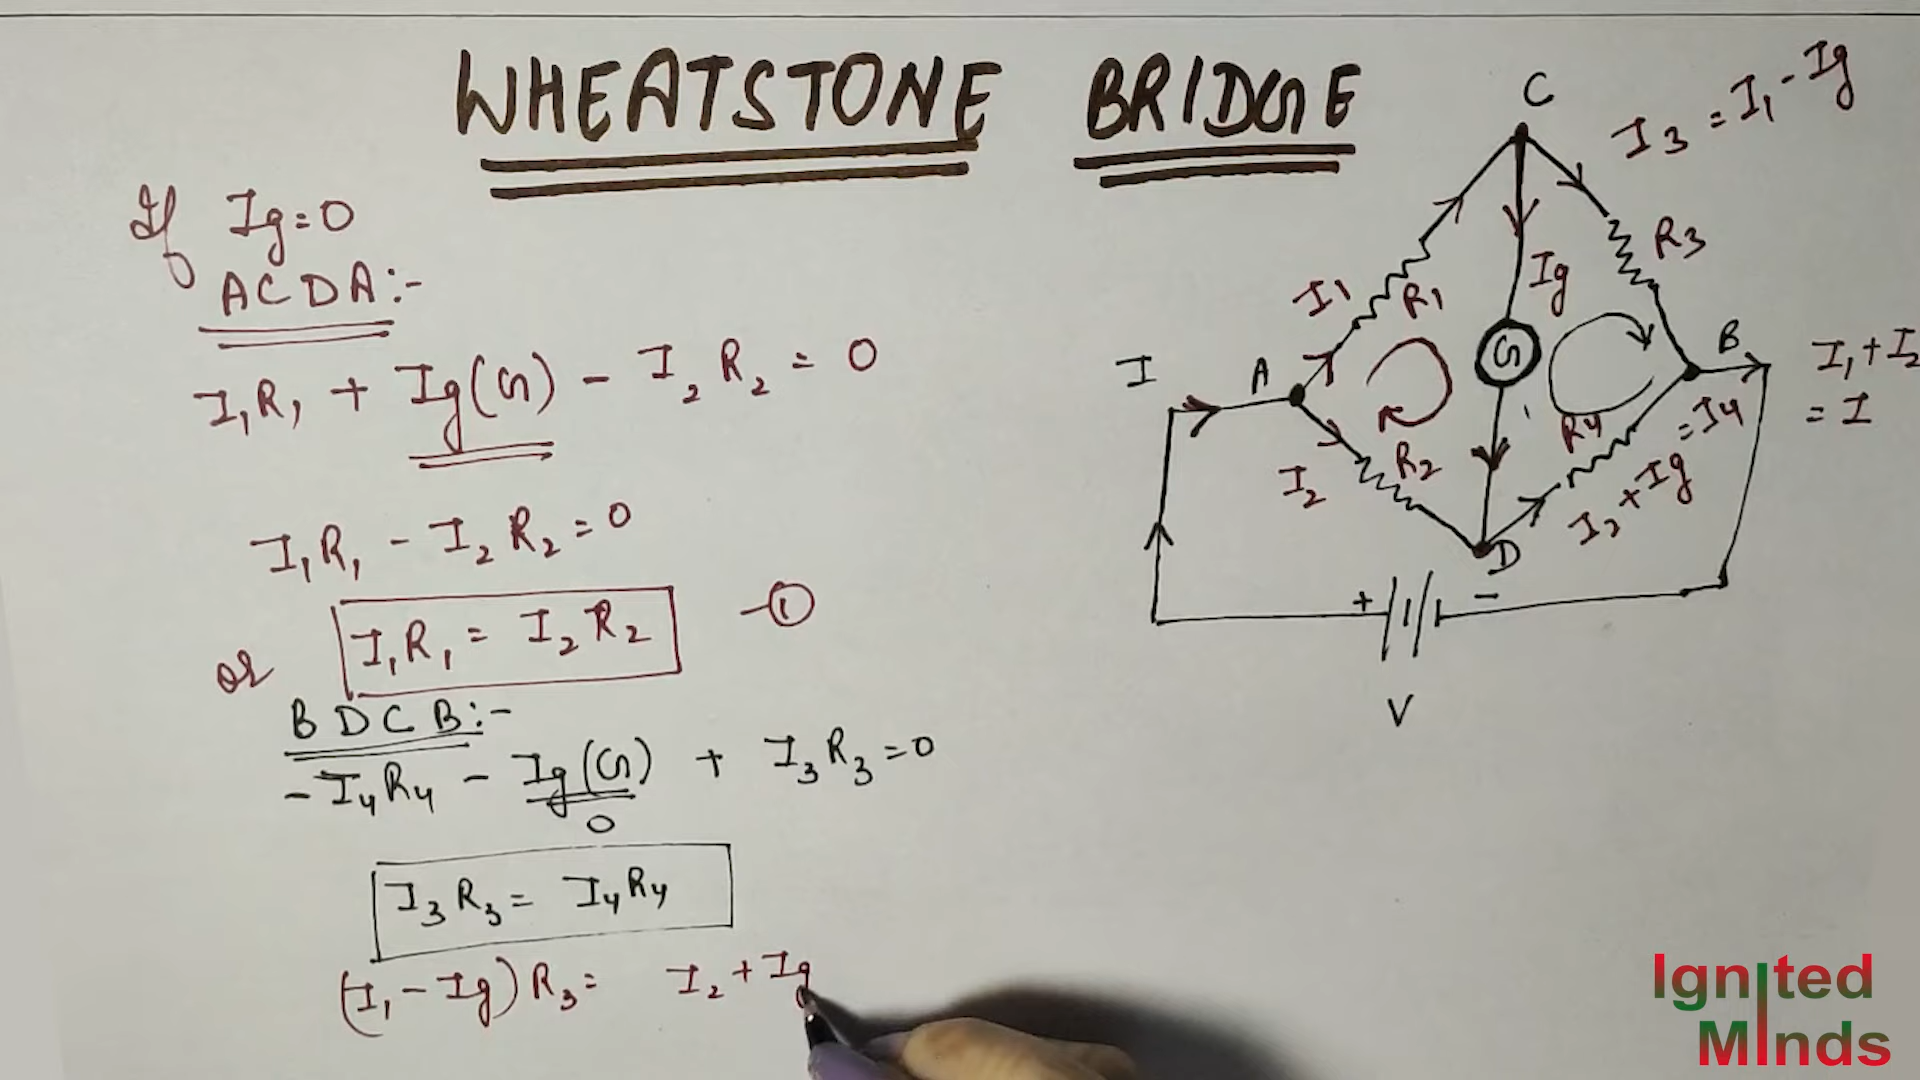 WHEATSTONE BRIDGE
If Ig=0
ACDA:-
I₁R₁ + Ig(G) - I₂R₂ = 0
I₁R₁ - I₂R₂ = 0
or I₁R₁ = I₂R₂ -①
BDCB:-
-I₄R₄ - Ig(G) + I₃R₃ = 0
0
I₃R₃ = I₄R₄
(I₁ - Ig)R₃ = I₂ + Ig
C
I₃ = I₁ - Ig
R₃
Ig
I₁
R₁
G
B
I₁ + I₂
= I
I
A
R₄
= I₄
I₂ + Ig
R₂
I₂
D
+
-
V
Ignited
Minds